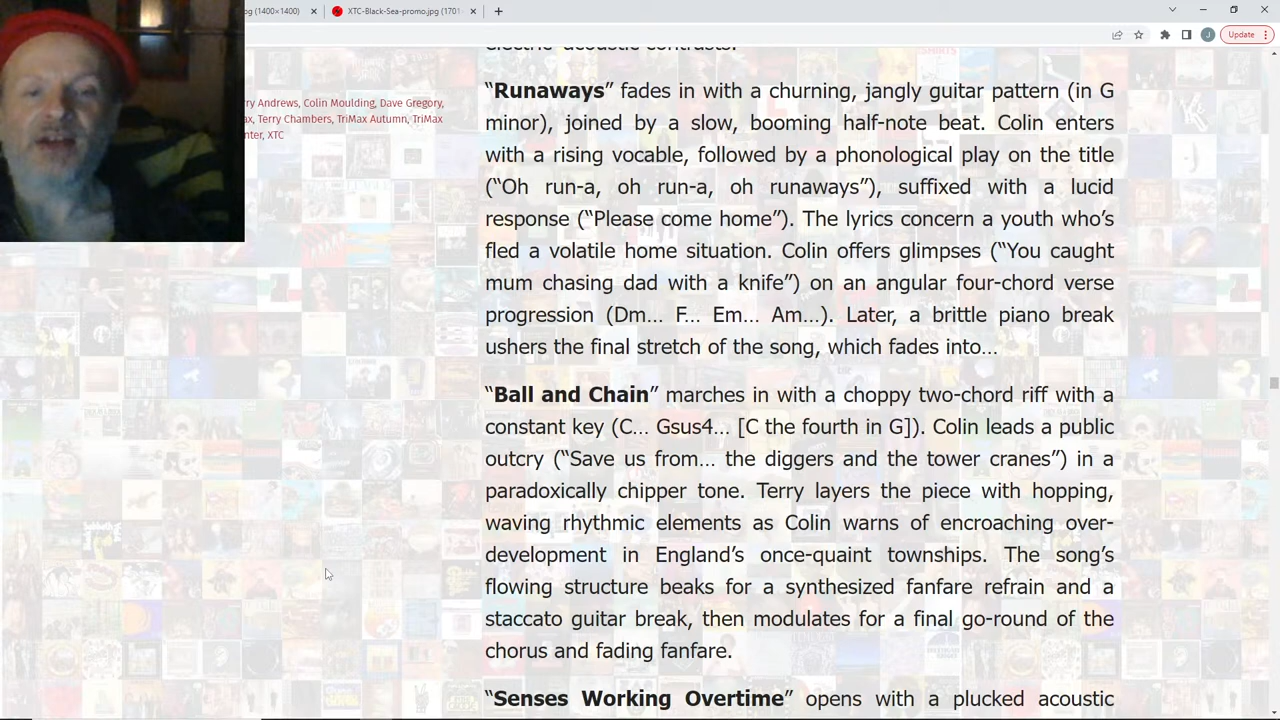 jpg (1400×1400)
XTC-Black-Sea-promo.jpg (1701
Update
J
electric-acoustic contrasts.
ry Andrews, Colin Moulding, Dave Gregory,
ax, Terry Chambers, TriMax Autumn, TriMax
nter, XTC
“Runaways” fades in with a churning, jangly guitar pattern (in G
minor), joined by a slow, booming half-note beat. Colin enters
with a rising vocable, followed by a phonological play on the title
(“Oh run-a, oh run-a, oh runaways”), suffixed with a lucid
response (“Please come home”). The lyrics concern a youth who’s
fled a volatile home situation. Colin offers glimpses (“You caught
mum chasing dad with a knife”) on an angular four-chord verse
progression (Dm… F… Em… Am…). Later, a brittle piano break
ushers the final stretch of the song, which fades into…
“Ball and Chain” marches in with a choppy two-chord riff with a
constant key (C… Gsus4… [C the fourth in G]). Colin leads a public
outcry (“Save us from… the diggers and the tower cranes”) in a
paradoxically chipper tone. Terry layers the piece with hopping,
waving rhythmic elements as Colin warns of encroaching over-
development in England’s once-quaint townships. The song’s
flowing structure beaks for a synthesized fanfare refrain and a
staccato guitar break, then modulates for a final go-round of the
chorus and fading fanfare.
“Senses Working Overtime” opens with a plucked acoustic